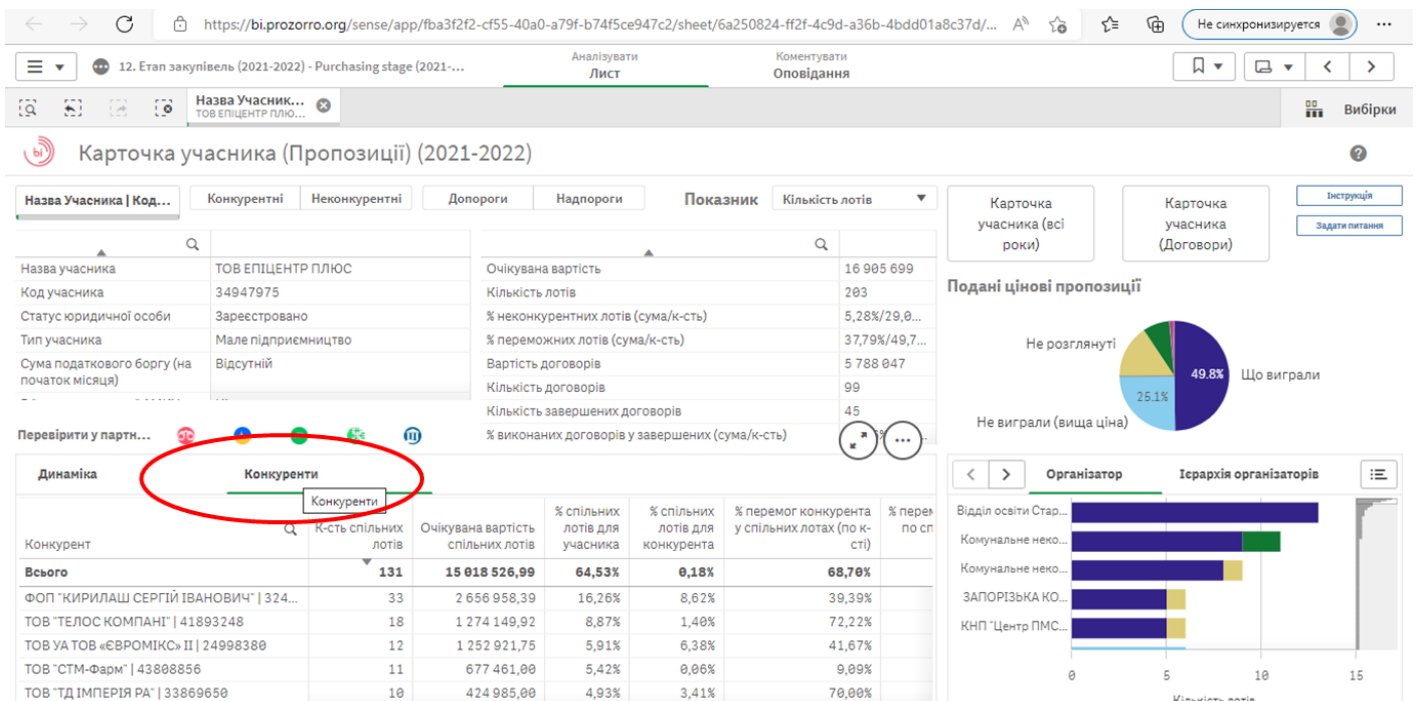 https://bi.prozorro.org/sense/app/fba3f2f2-cf55-40a0-a79f-b74f5ce947c2/sheet/6a250824-ff2f-4c9d-a36b-4bdd01a8c37d/...
Не синхронизируется
12. Етап закупівель (2021-2022) - Purchasing stage (2021-...
Аналізувати
Лист
Коментувати
Оповідання
Назва Учасник...
ТОВ ЕПІЦЕНТР ПЛЮ...
Вибірки
Карточка учасника (Пропозиції) (2021-2022)
Назва Учасника | Код...
Конкурентні
Неконкурентні
Допороги
Надпороги
Показник
Кількість лотів
Карточка
учасника (всі
роки)
Карточка
учасника
(Договори)
Інструкція
Задати питання
Назва учасника ТОВ ЕПІЦЕНТР ПЛЮС
Код учасника 34947975
Статус юридичної особи Зареєстровано
Тип учасника Мале підприємництво
Сума податкового боргу (на Відсутній
початок місяця)
Очікувана вартість 16 905 699
Кількість лотів 203
% неконкурентних лотів (сума/к-сть) 5,28%/29,0...
% переможних лотів (сума/к-сть) 37,79%/49,7...
Вартість договорів 5 788 047
Кількість договорів 99
Кількість завершених договорів 45
% виконаних договорів у завершених (сума/к-сть)
Перевірити у партн...
Подані цінові пропозиції
Не розглянуті
49.8%
Що виграли
25.1%
Не виграли (вища ціна)
Динаміка
Конкуренти
Конкуренти
Конкурент
К-сть спільних
лотів
Очікувана вартість
спільних лотів
% спільних
лотів для
учасника
% спільних
лотів для
конкурента
% перемог конкурента
у спільних лотах (по к-
сті)
% перем
по сп
Всього 131 15 018 526,99 64,53% 0,18% 68,70%
ФОП "КИРИЛАШ СЕРГІЙ ІВАНОВИЧ" | 324... 33 2 656 958,39 16,26% 8,62% 39,39%
ТОВ "ТЕЛОС КОМПАНІ" | 41893248 18 1 274 149,92 8,87% 1,40% 72,22%
ТОВ УА ТОВ «ЄВРОМІКС» ІІ | 24998380 12 1 252 921,75 5,91% 6,38% 41,67%
ТОВ "СТМ-Фарм" | 43808856 11 677 461,00 5,42% 0,06% 9,09%
ТОВ "ТД ІМПЕРІЯ РА" | 33869650 10 424 985,00 4,93% 3,41% 70,00%
Організатор
Ієрархія організаторів
Відділ освіти Стар...
Комунальне неко...
Комунальне неко...
ЗАПОРІЗЬКА КО...
КНП "Центр ПМС...
0 5 10 15
Кількість лотів